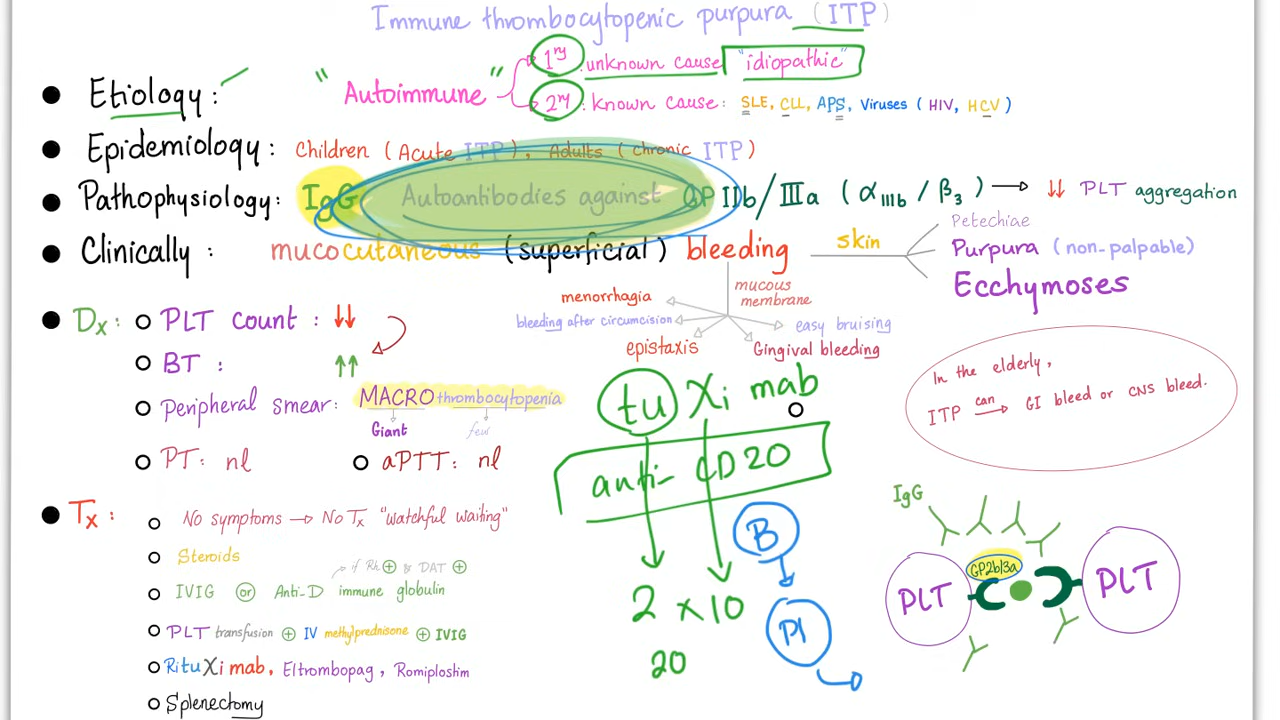 Immune thrombocytopenic purpura (ITP)
Etiology: "Autoimmune"
1ry: unknown cause "idiopathic"
2ry: known cause: SLE, CLL, APS, Viruses (HIV, HCV)
Epidemiology: Children (Acute ITP), Adults (chronic ITP)
Pathophysiology: IgG Autoantibodies against GP IIb/IIIa (αIIIb / β3) → ↓↓ PLT aggregation
Clinically: mucocutaneous (superficial) bleeding
skin
Petechiae
Purpura (non-palpable)
Ecchymoses
mucous membrane
menorrhagia
bleeding after circumcision
epistaxis
easy bruising
Gingival bleeding
Dx: PLT count: ↓↓
BT: ↑↑
Peripheral smear: MACROthrombocytopenia
Giant few
PT: nl aPTT: nl
In the elderly,
ITP can → GI bleed or CNS bleed.
tu Xi mab
anti-CD20
2 x 10
20
B
Pl
Tx:
No symptoms → No Tx "watchful waiting"
Steroids
if Rh ⊕ & DAT ⊕
IVIG or Anti-D immune globulin
PLT transfusion ⊕ IV methylprednisone ⊕ IVIG
RituXimab, Eltrombopag, Romiplostim
Splenectomy
IgG
GP2b/3a
PLT
PLT